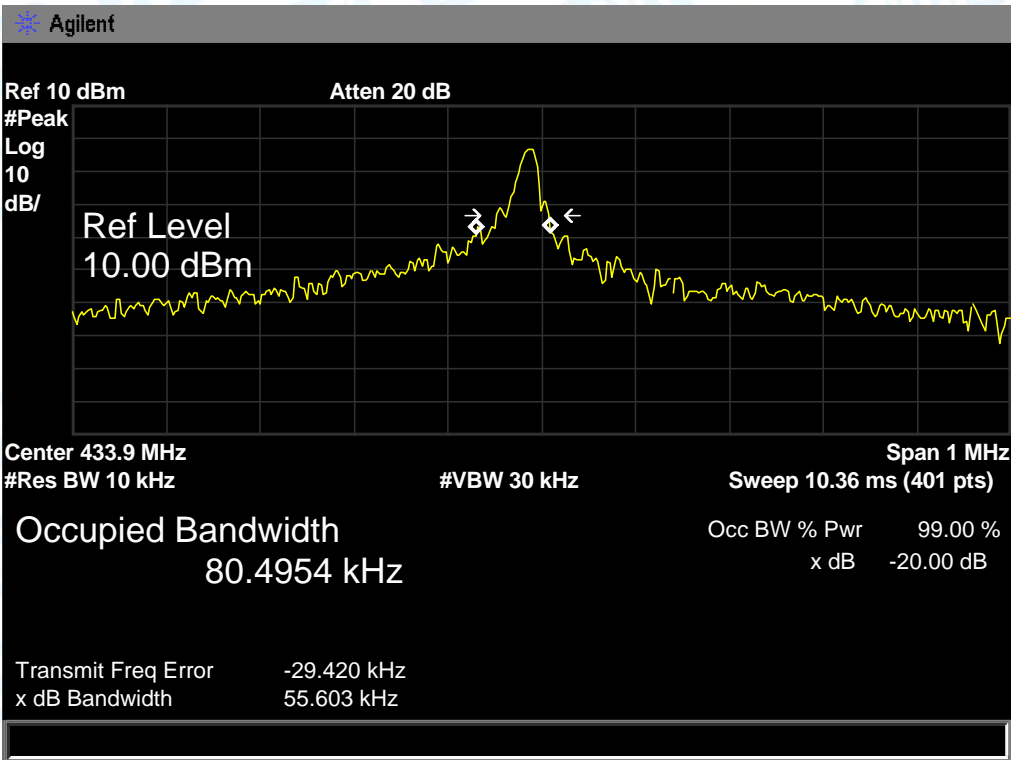 Agilent
Ref 10 dBm Atten 20 dB
#Peak
Log
10
dB/
Ref Level
10.00 dBm
Center 433.9 MHz Span 1 MHz
#Res BW 10 kHz #VBW 30 kHz Sweep 10.36 ms (401 pts)
Occupied Bandwidth Occ BW % Pwr 99.00 %
80.4954 kHz x dB -20.00 dB
Transmit Freq Error -29.420 kHz
x dB Bandwidth 55.603 kHz